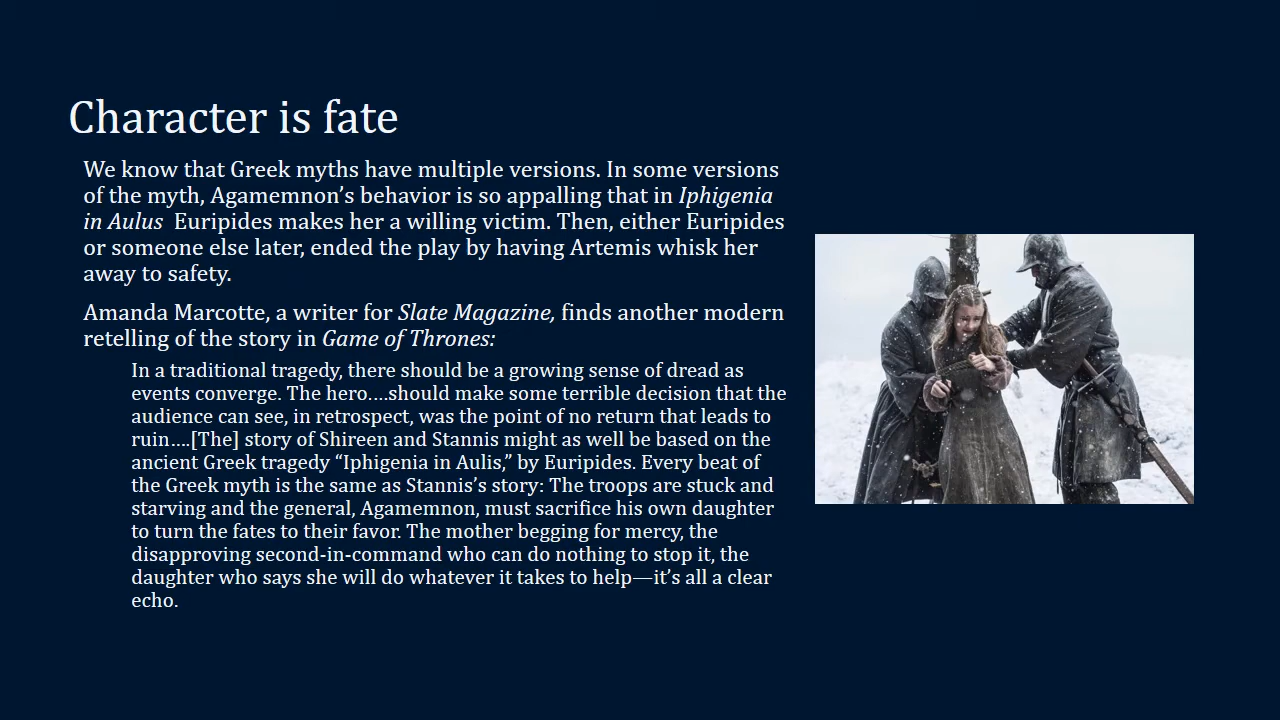 Character is fate
We know that Greek myths have multiple versions. In some versions
of the myth, Agamemnon’s behavior is so appalling that in Iphigenia
in Aulus  Euripides makes her a willing victim. Then, either Euripides
or someone else later, ended the play by having Artemis whisk her
away to safety.
Amanda Marcotte, a writer for Slate Magazine, finds another modern
retelling of the story in Game of Thrones:
In a traditional tragedy, there should be a growing sense of dread as
events converge. The hero….should make some terrible decision that the
audience can see, in retrospect, was the point of no return that leads to
ruin….[The] story of Shireen and Stannis might as well be based on the
ancient Greek tragedy “Iphigenia in Aulis,” by Euripides. Every beat of
the Greek myth is the same as Stannis’s story: The troops are stuck and
starving and the general, Agamemnon, must sacrifice his own daughter
to turn the fates to their favor. The mother begging for mercy, the
disapproving second-in-command who can do nothing to stop it, the
daughter who says she will do whatever it takes to help—it’s all a clear
echo.